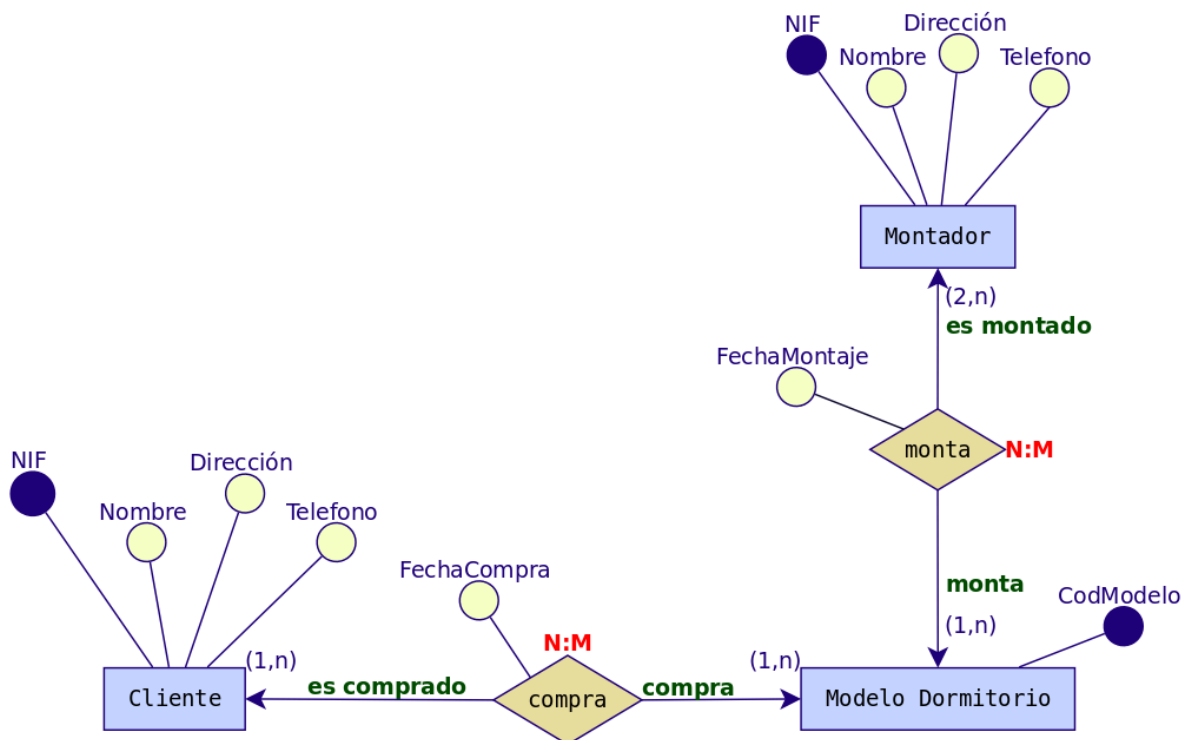 Dirección
NIF
Nombre
Telefono
Montador
(2,n)
es montado
FechaMontaje
monta
N:M
NIF
Dirección
Nombre
Telefono
FechaCompra
monta
CodModelo
(1,n)
N:M
(1,n)
(1,n)
es comprado
compra
Cliente
compra
Modelo Dormitorio